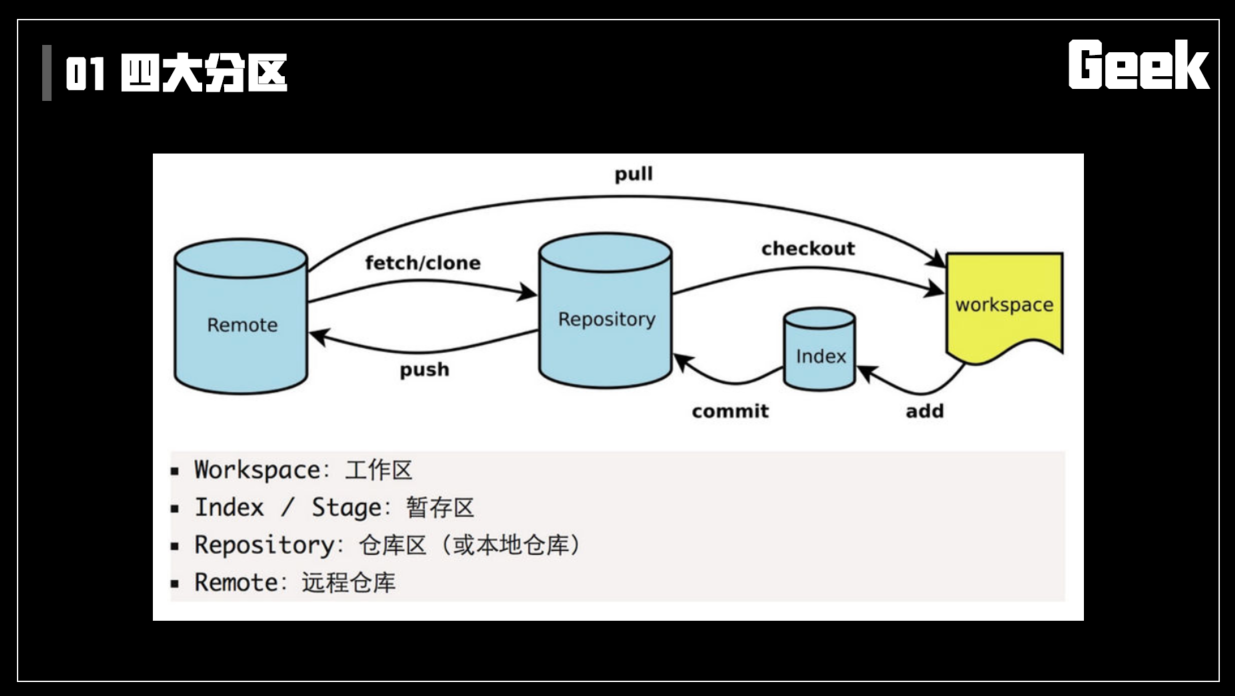 01 四大分区
Geek
pull
fetch/clone
checkout
Remote
Repository
workspace
Index
push
commit
add
▪ Workspace：工作区
▪ Index / Stage：暂存区
▪ Repository：仓库区（或本地仓库）
▪ Remote：远程仓库